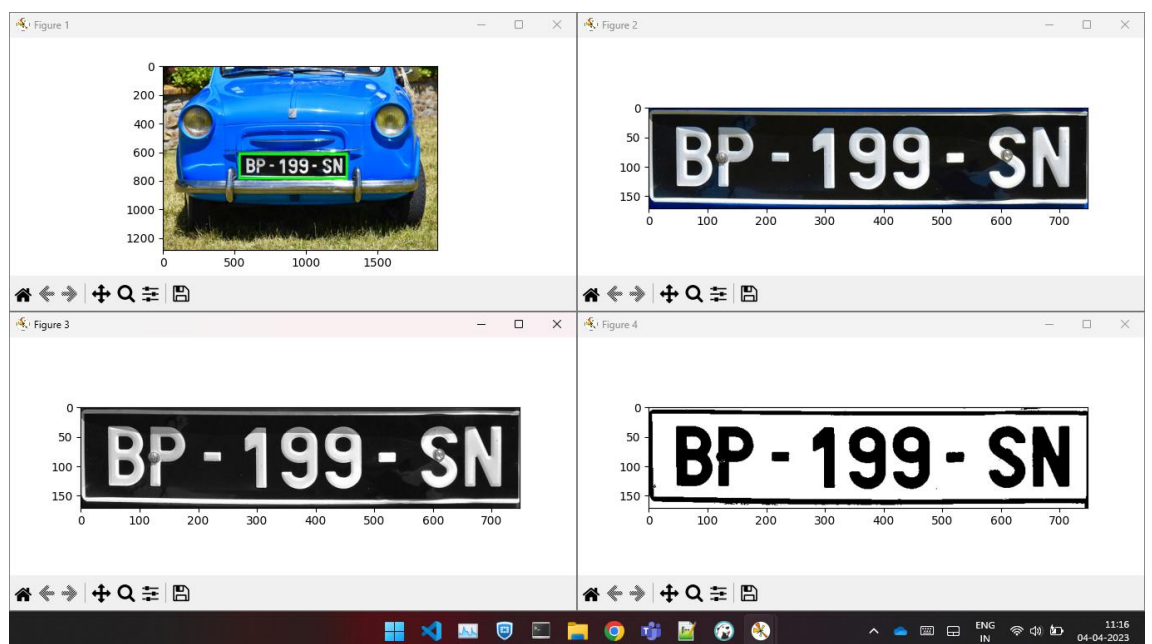 Figure 1
0
200
400
600
800
1000
1200
BP-199-SN
0 500 1000 1500
Figure 2
0
50
100
150
BP - 199 - SN
0 100 200 300 400 500 600 700
Figure 3
0
50
100
150
BP - 199 - SN
0 100 200 300 400 500 600 700
Figure 4
0
50
100
150
BP - 199 - SN
0 100 200 300 400 500 600 700
ENG
IN
11:16
04-04-2023